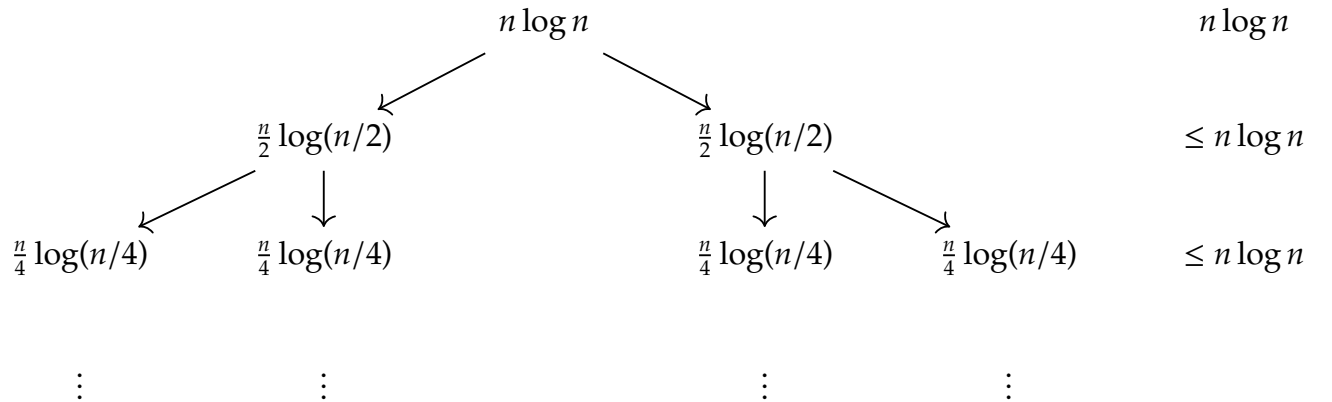 n log n n log n
n/2 log(n/2) n/2 log(n/2) ≤ n log n
n/4 log(n/4) n/4 log(n/4) n/4 log(n/4) n/4 log(n/4) ≤ n log n
⋮ ⋮ ⋮ ⋮